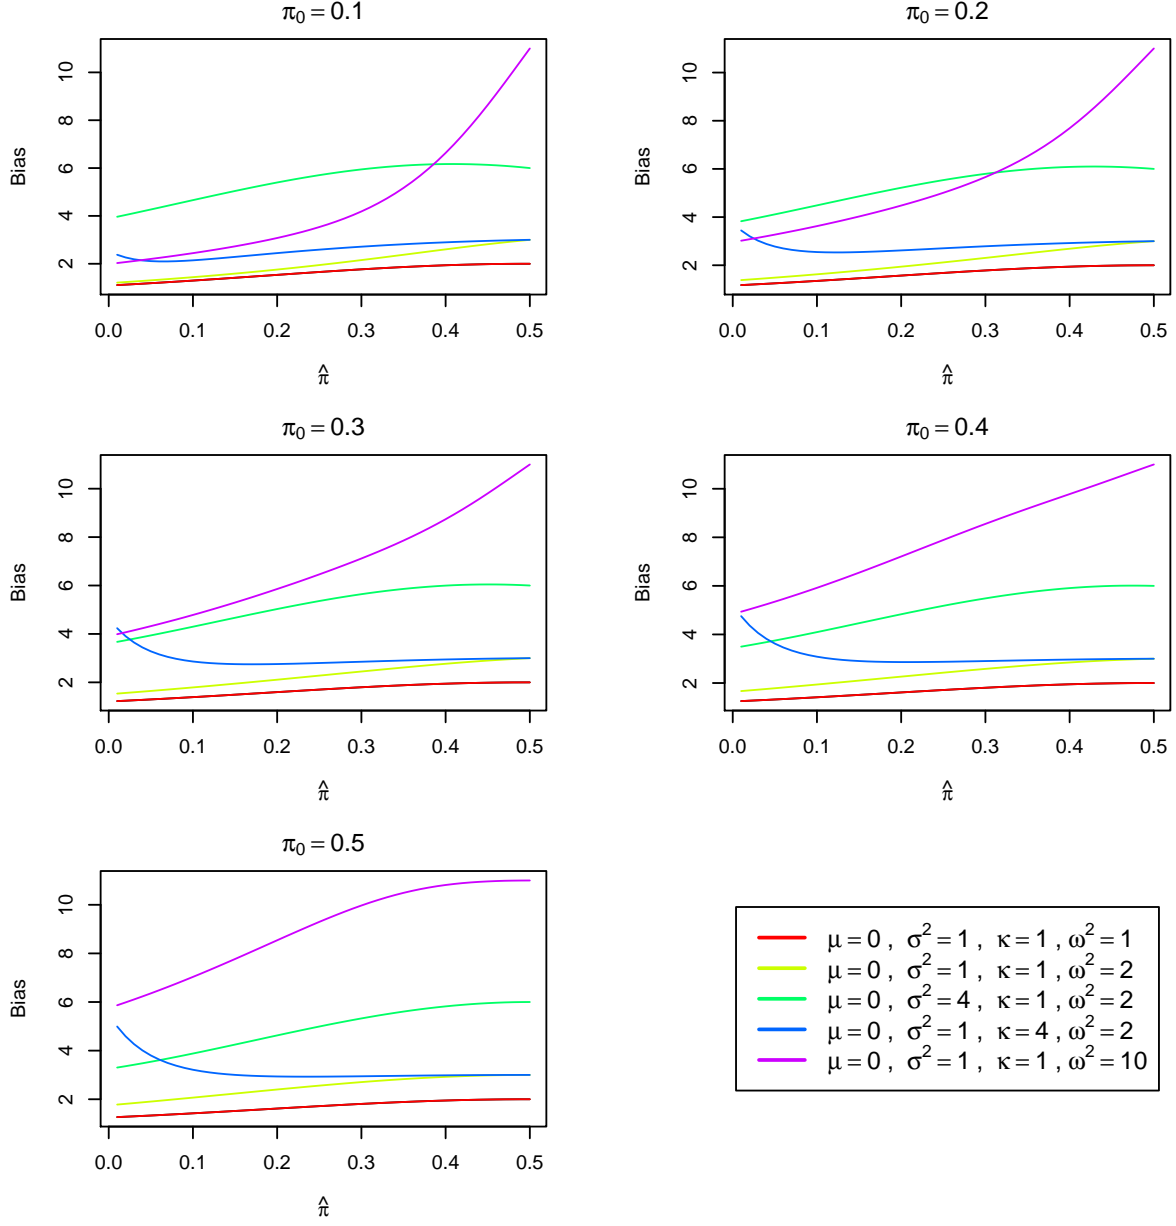 π₀ = 0.1
Bias
10
8
6
4
2
0.0 0.1 0.2 0.3 0.4 0.5
π̂
π₀ = 0.2
Bias
10
8
6
4
2
0.0 0.1 0.2 0.3 0.4 0.5
π̂
π₀ = 0.3
Bias
10
8
6
4
2
0.0 0.1 0.2 0.3 0.4 0.5
π̂
π₀ = 0.4
Bias
10
8
6
4
2
0.0 0.1 0.2 0.3 0.4 0.5
π̂
π₀ = 0.5
Bias
10
8
6
4
2
0.0 0.1 0.2 0.3 0.4 0.5
π̂
μ = 0 , σ² = 1 , κ = 1 , ω² = 1
μ = 0 , σ² = 1 , κ = 1 , ω² = 2
μ = 0 , σ² = 4 , κ = 1 , ω² = 2
μ = 0 , σ² = 1 , κ = 4 , ω² = 2
μ = 0 , σ² = 1 , κ = 1 , ω² = 10